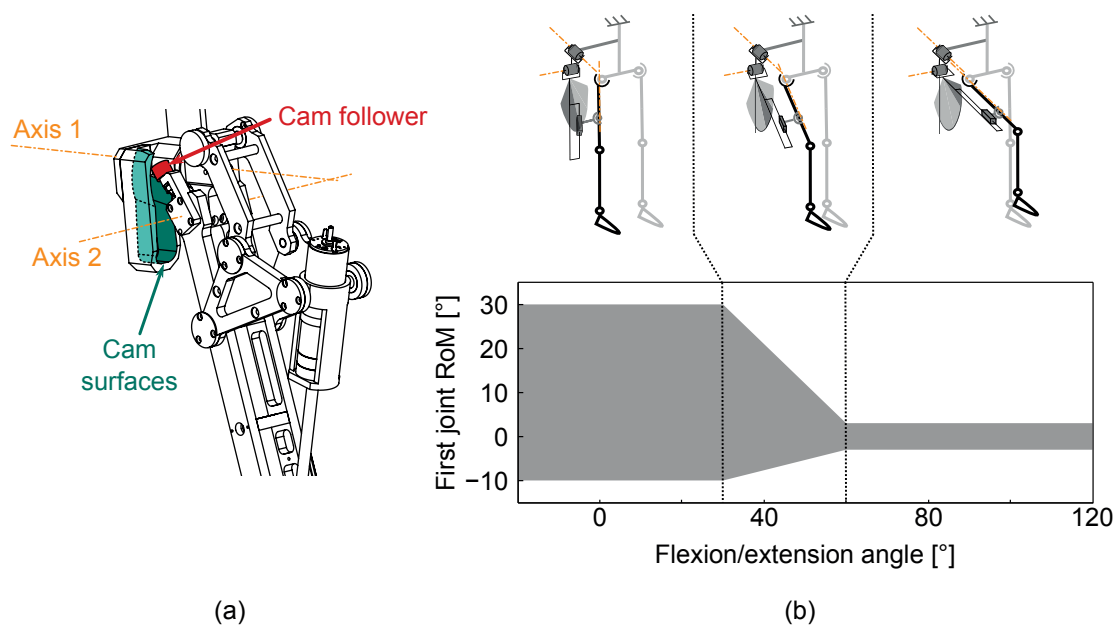 Cam follower
Axis 1
Axis 2
Cam
surfaces
(a)
(b)
First joint RoM [°]
30
20
10
0
−10
0
40
80
120
Flexion/extension angle [°]